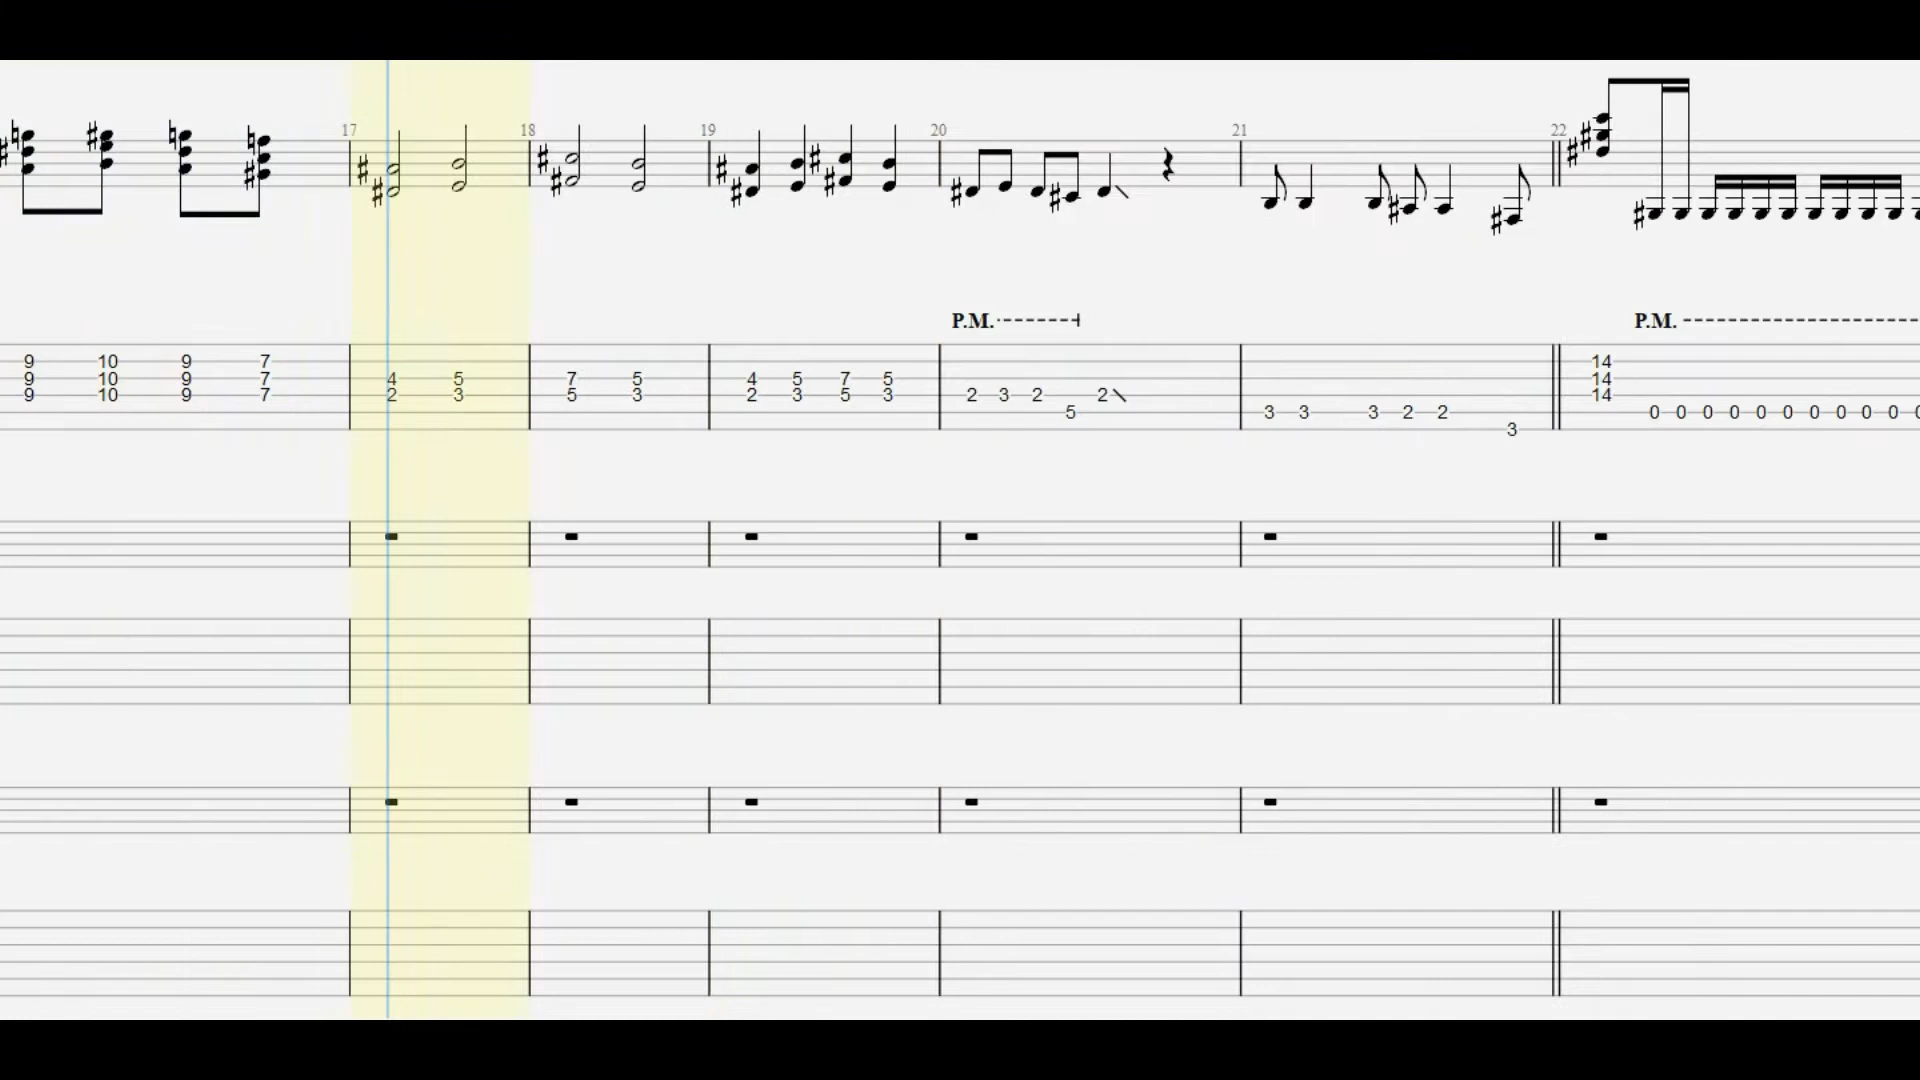 17 18 19 20 21 22
P.M. P.M.
9 10 9 7 14
9 10 9 7 4 5 7 5 4 5 7 5 14
9 10 9 7 2 3 5 3 2 3 5 3 2 3 2 2 14
5 3 3 3 2 2 0 0 0 0 0 0 0 0 0 0 0
3